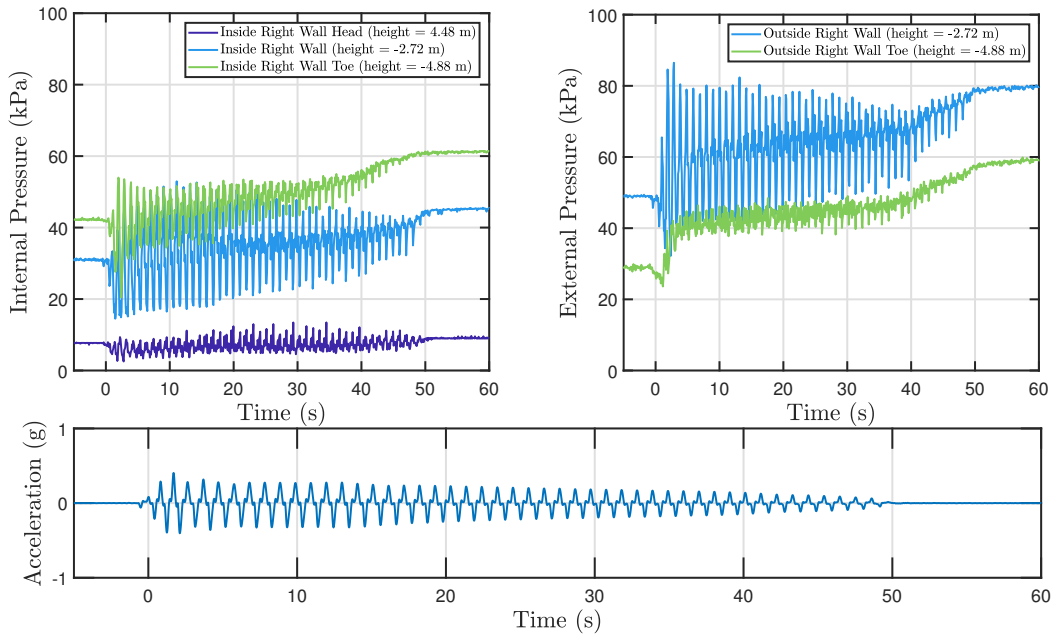 100
80
60
40
20
0
Internal Pressure (kPa)
Inside Right Wall Head (height = 4.48 m)
Inside Right Wall (height = -2.72 m)
Inside Right Wall Toe (height = -4.88 m)
0 10 20 30 40 50 60
Time (s)
100
80
60
40
20
0
External Pressure (kPa)
Outside Right Wall (height = -2.72 m)
Outside Right Wall Toe (height = -4.88 m)
0 10 20 30 40 50 60
Time (s)
1
0
-1
Acceleration (g)
0 10 20 30 40 50 60
Time (s)